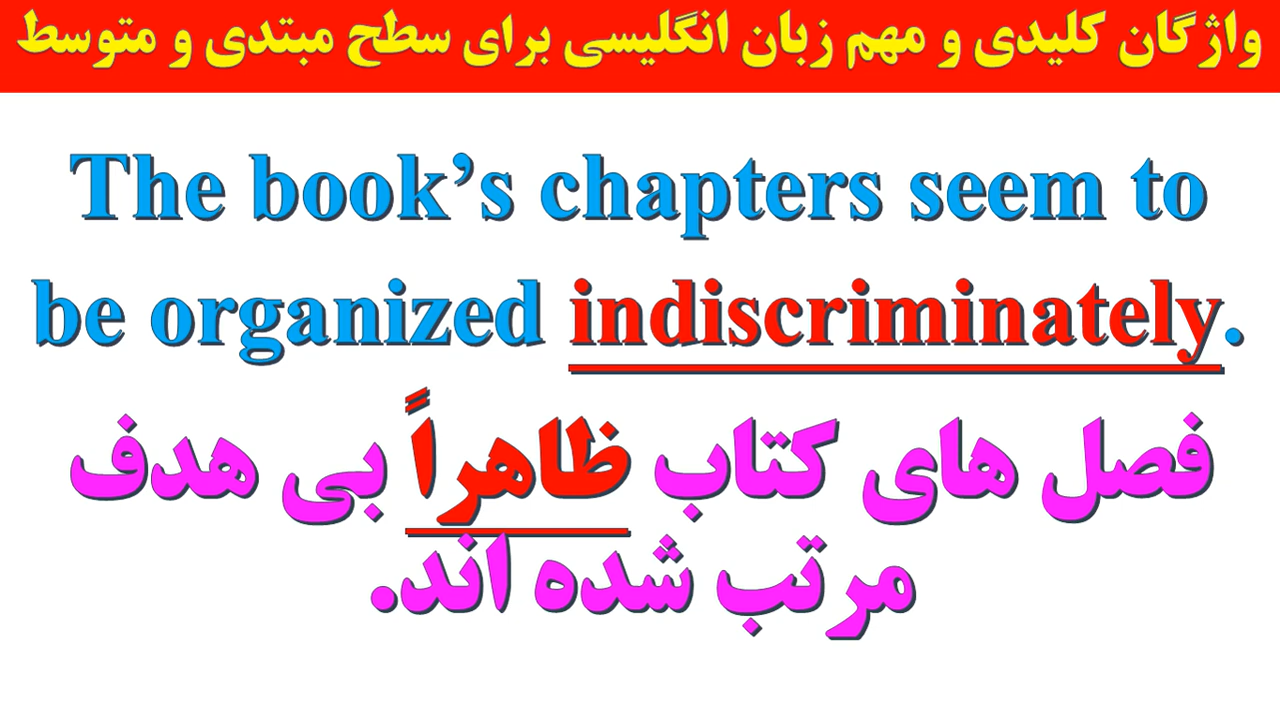 واژگان کلیدی و مهم زبان انگلیسی برای سطح مبتدی و متوسط
The book’s chapters seem to
be organized indiscriminately.
فصل های کتاب ظاهراً بی هدف
مرتب شده اند.